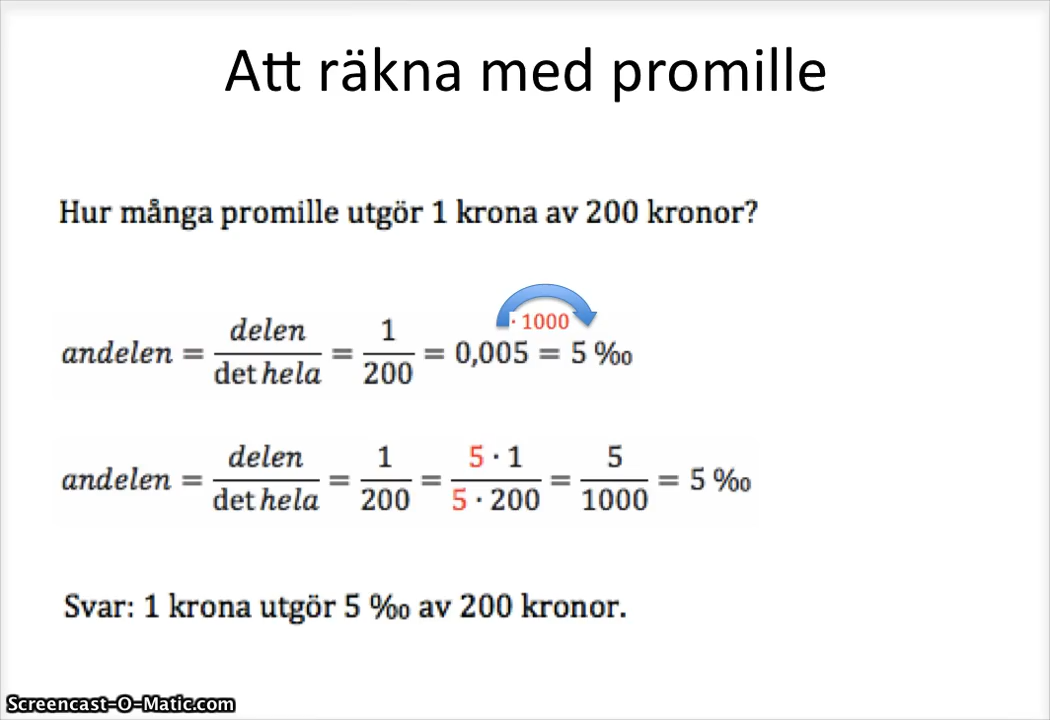 Att räkna med promille
Hur många promille utgör 1 krona av 200 kronor?
· 1000
andelen = delen / det hela = 1 / 200 = 0,005 = 5 ‰
andelen = delen / det hela = 1 / 200 = 5 · 1 / 5 · 200 = 5 / 1000 = 5 ‰
Svar: 1 krona utgör 5 ‰ av 200 kronor.
Screencast-O-Matic.com